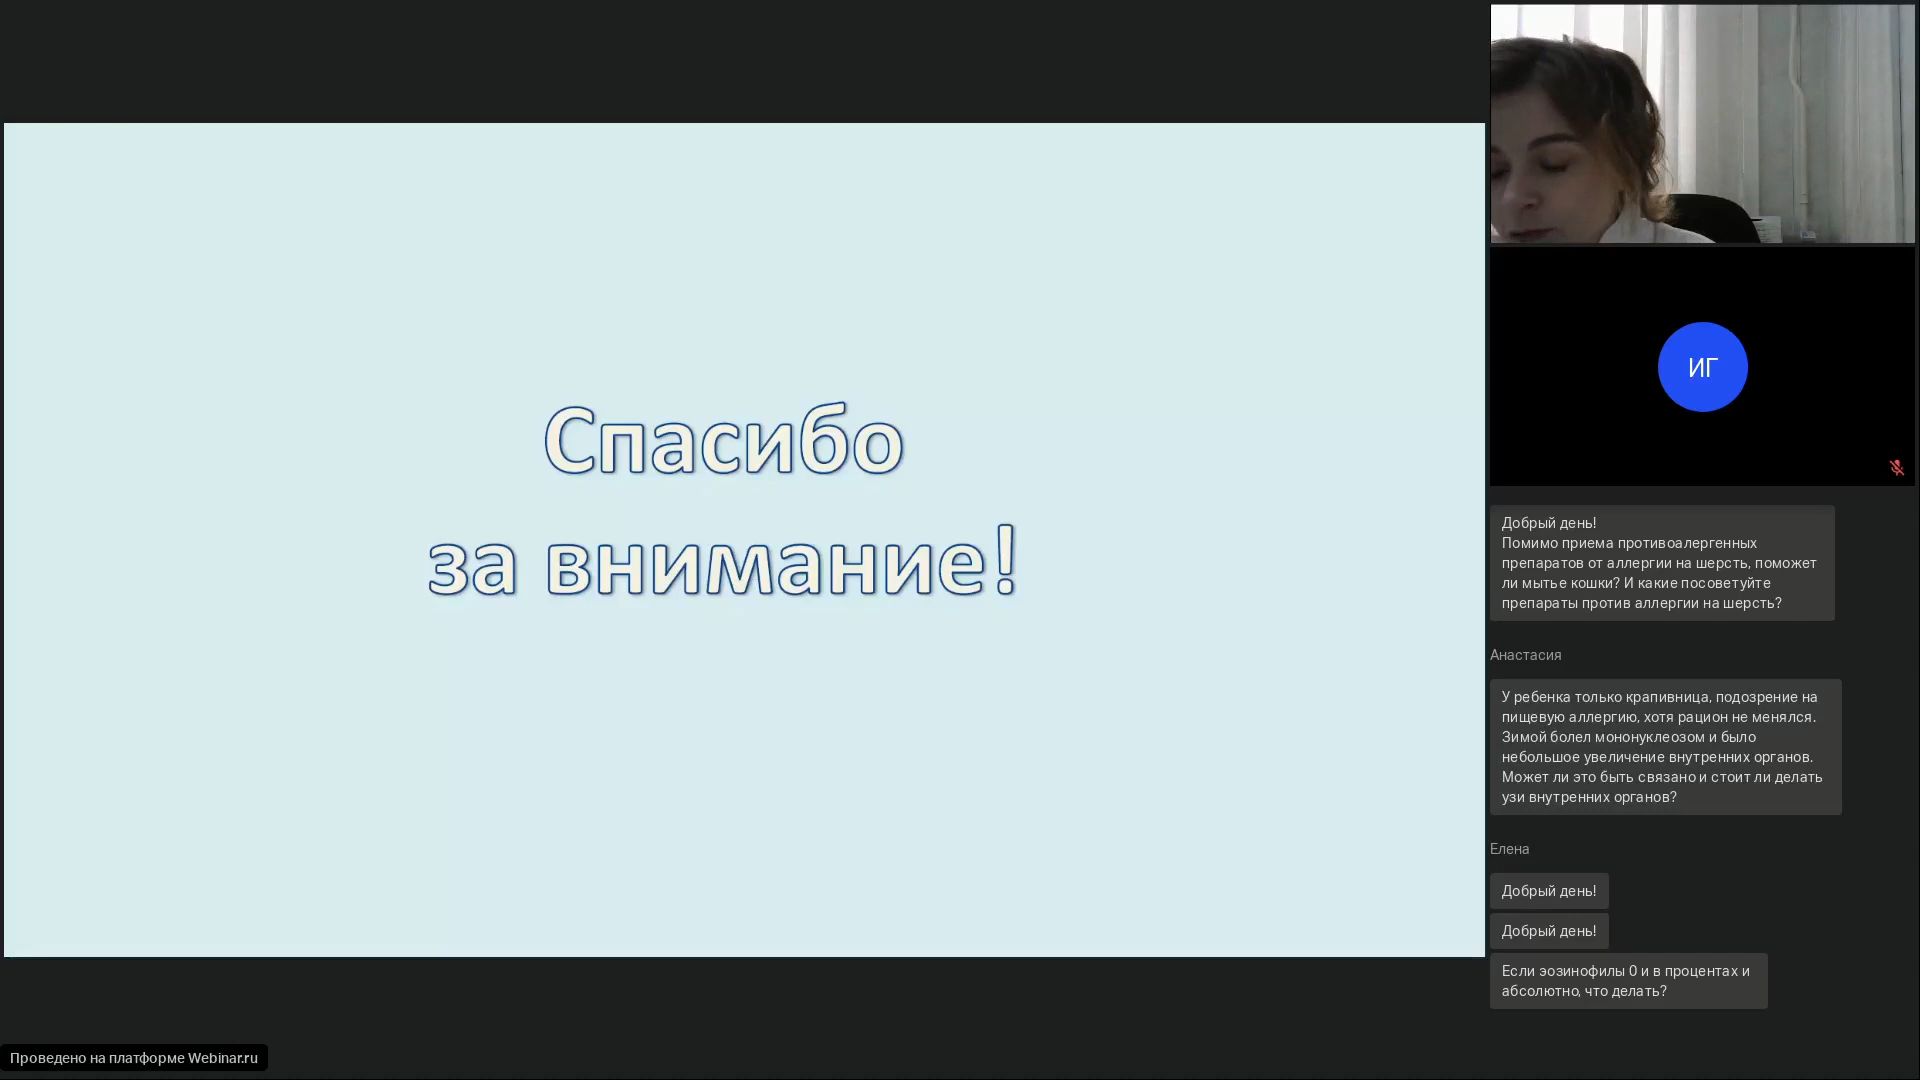 Спасибо
за внимание!
ИГ
Добрый день!
Помимо приема противоалергенных
препаратов от аллергии на шерсть, поможет
ли мытье кошки? И какие посоветуйте
препараты против аллергии на шерсть?
Анастасия
У ребенка только крапивница, подозрение на
пищевую аллергию, хотя рацион не менялся.
Зимой болел мононуклеозом и было
небольшое увеличение внутренних органов.
Может ли это быть связано и стоит ли делать
узи внутренних органов?
Елена
Добрый день!
Добрый день!
Если эозинофилы 0 и в процентах и
абсолютно, что делать?
Проведено на платформе Webinar.ru